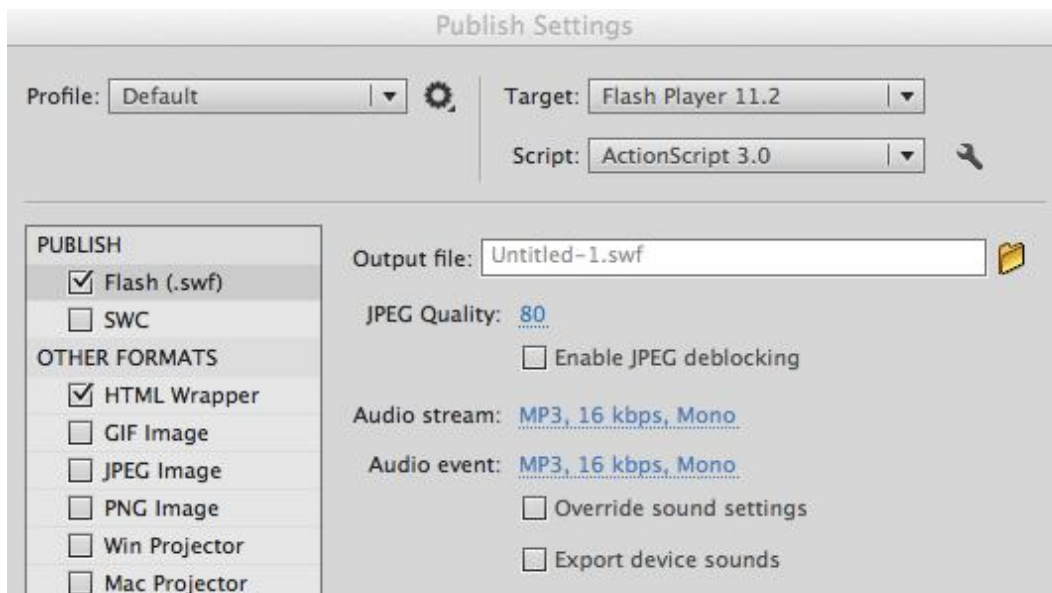 Publish Settings
Profile: Default
Target: Flash Player 11.2
Script: ActionScript 3.0
PUBLISH
Flash (.swf)
SWC
OTHER FORMATS
HTML Wrapper
GIF Image
JPEG Image
PNG Image
Win Projector
Mac Projector
Output file: Untitled-1.swf
JPEG Quality: 80
Enable JPEG deblocking
Audio stream: MP3, 16 kbps, Mono
Audio event: MP3, 16 kbps, Mono
Override sound settings
Export device sounds